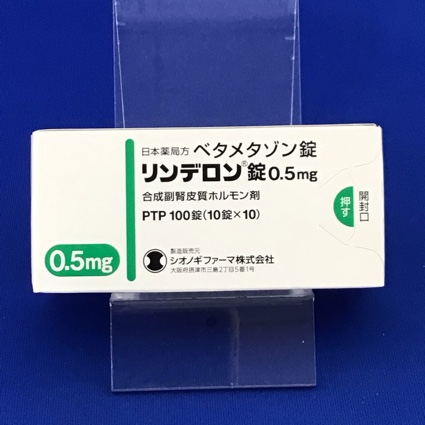 日本薬局方 ベタメタゾン錠
リンデロン®錠0.5mg
合成副腎皮質ホルモン剤
PTP 100錠(10錠×10)
0.5mg
製造販売元
シオノギファーマ株式会社
大阪府摂津市三島2丁目5番1号
開封口
押す